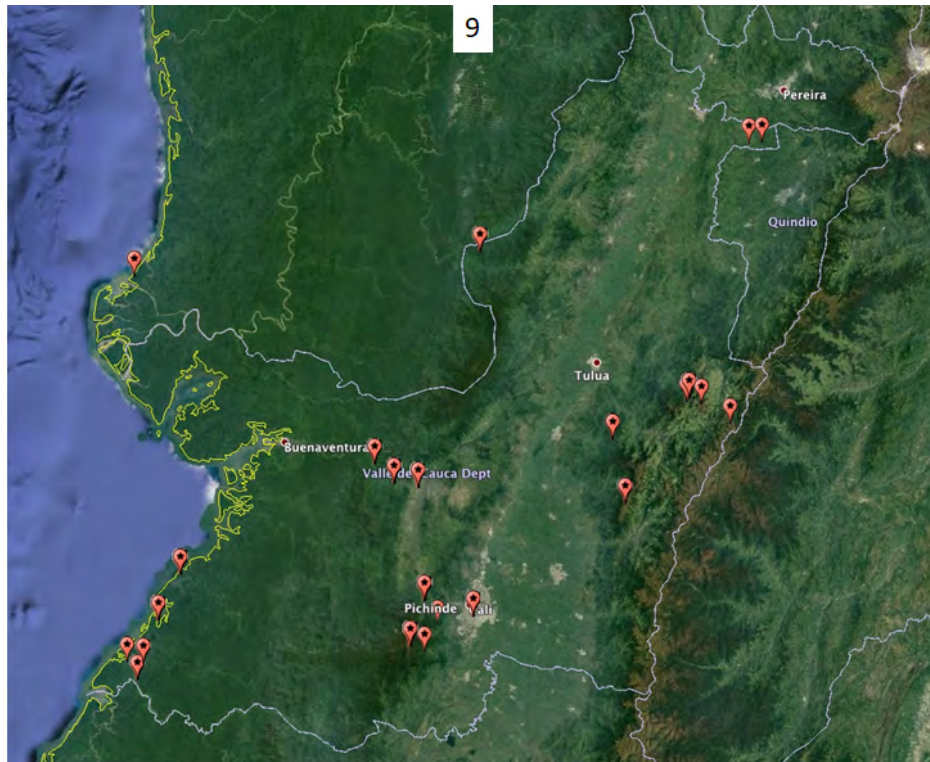 9
Pereira
Quindio
Tulua
Buenaventura
Valle del Cauca Dept
Pichinde
Cali